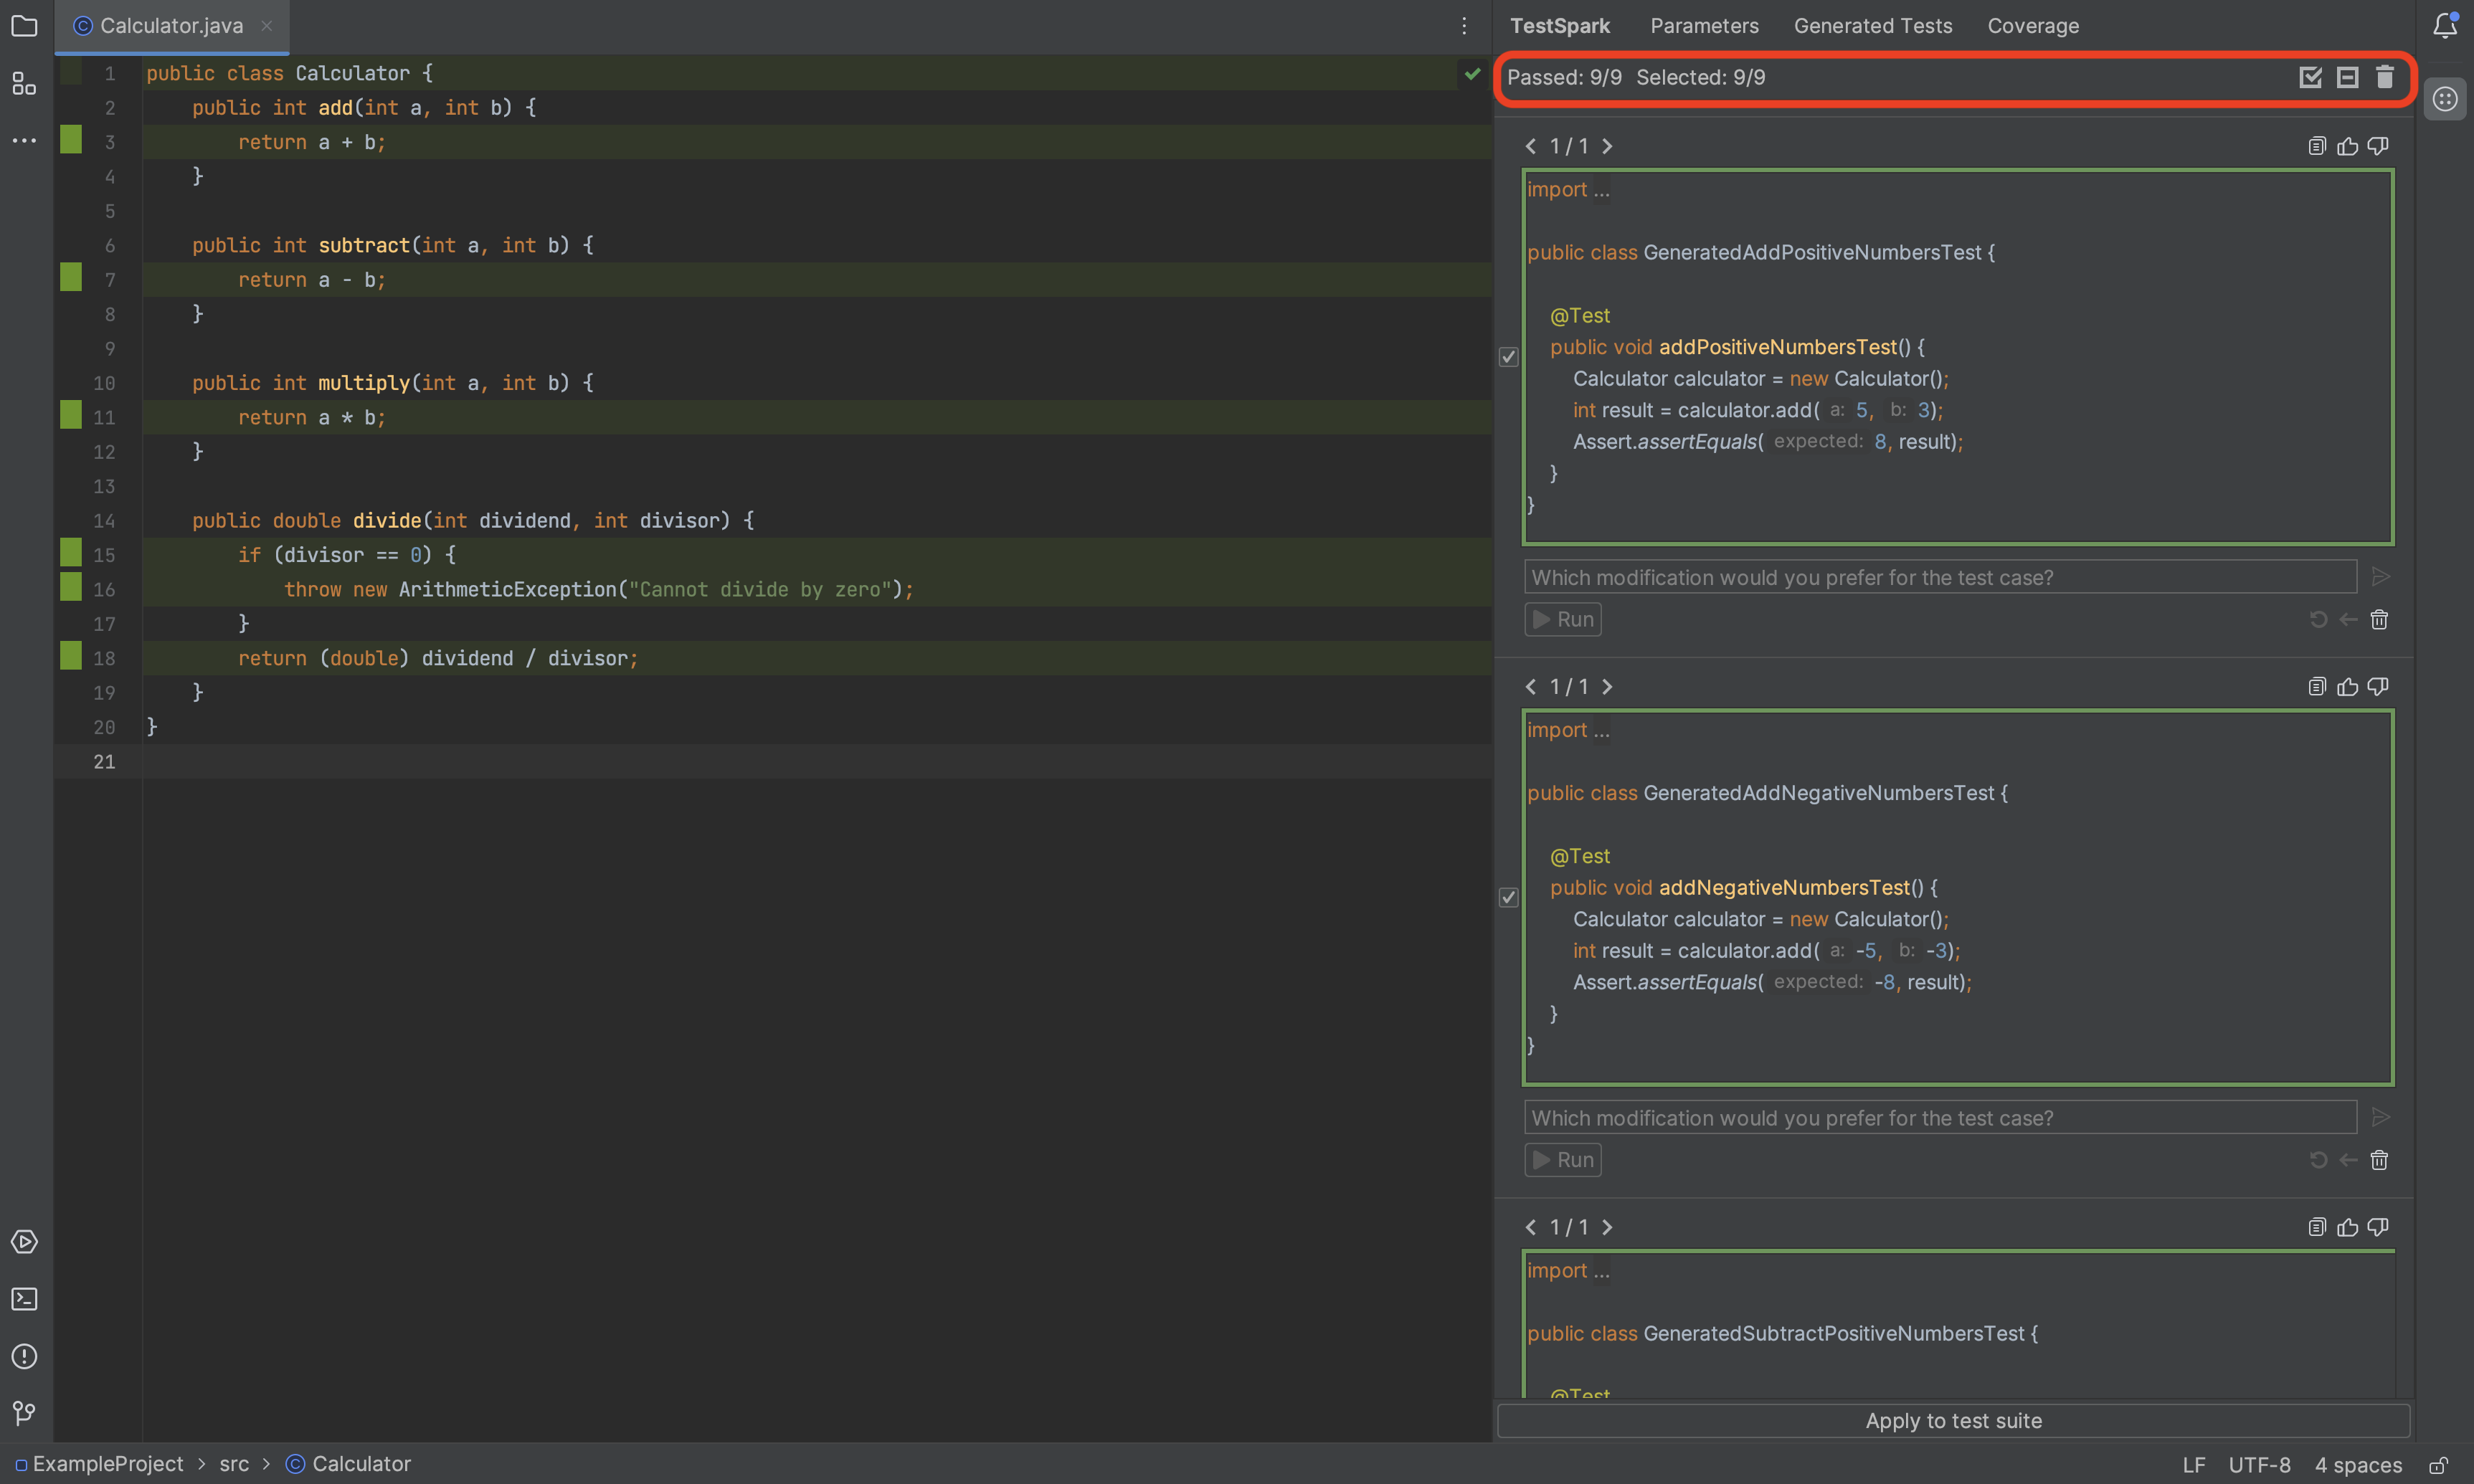 Calculator.java
1 public class Calculator {
2 public int add(int a, int b) {
3 return a + b;
4 }
5
6 public int subtract(int a, int b) {
7 return a - b;
8 }
9
10 public int multiply(int a, int b) {
11 return a * b;
12 }
13
14 public double divide(int dividend, int divisor) {
15 if (divisor == 0) {
16 throw new ArithmeticException("Cannot divide by zero");
17 }
18 return (double) dividend / divisor;
19 }
20 }
21
TestSpark Parameters Generated Tests Coverage
Passed: 9/9 Selected: 9/9
1 / 1
import ...
public class GeneratedAddPositiveNumbersTest {
@Test
public void addPositiveNumbersTest() {
Calculator calculator = new Calculator();
int result = calculator.add( a: 5, b: 3);
Assert.assertEquals( expected: 8, result);
}
}
Which modification would you prefer for the test case?
Run
1 / 1
import ...
public class GeneratedAddNegativeNumbersTest {
@Test
public void addNegativeNumbersTest() {
Calculator calculator = new Calculator();
int result = calculator.add( a: -5, b: -3);
Assert.assertEquals( expected: -8, result);
}
}
Which modification would you prefer for the test case?
Run
1 / 1
import ...
public class GeneratedSubtractPositiveNumbersTest {
@Test
Apply to test suite
ExampleProject > src > Calculator
LF UTF-8 4 spaces